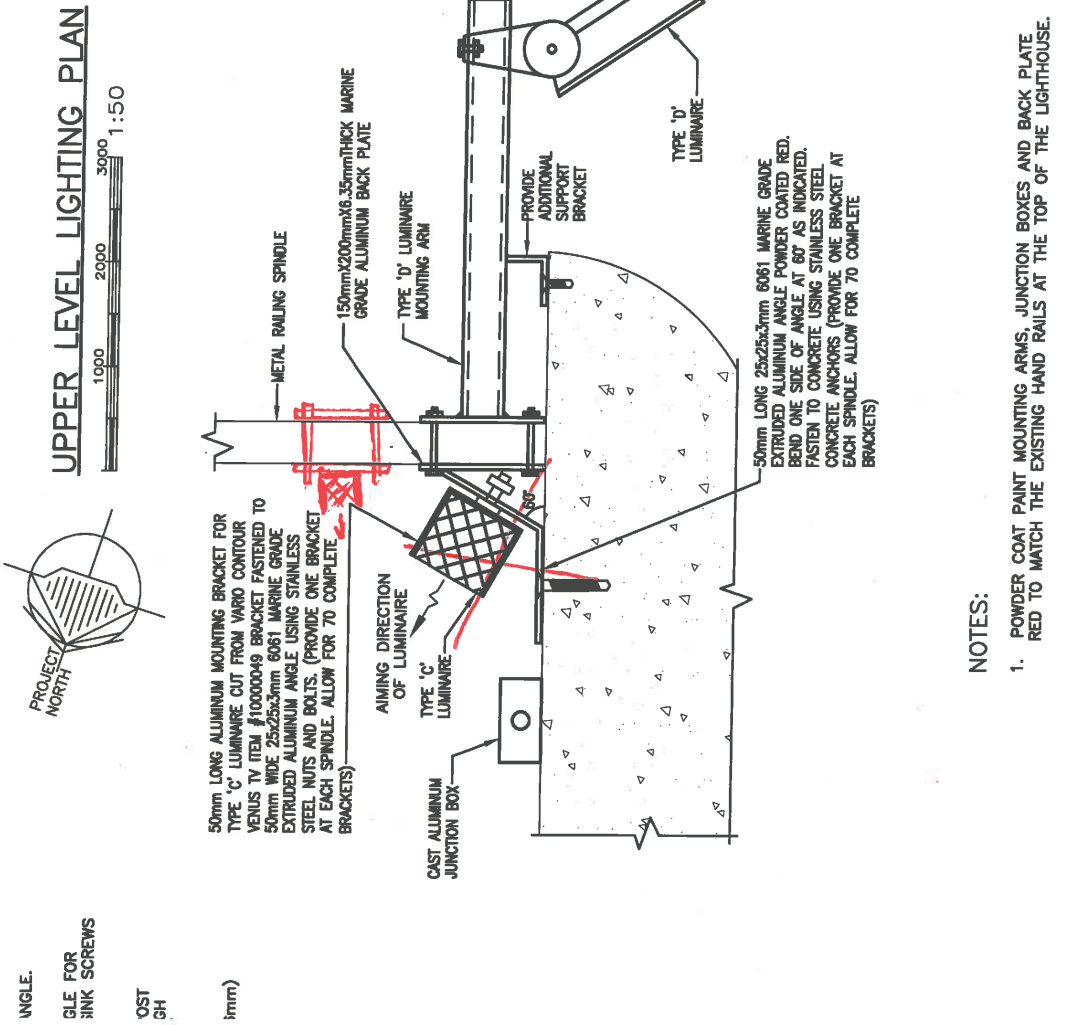 UPPER LEVEL LIGHTING PLAN
1000 2000 3000
1:50
PROJECT
NORTH
50mm LONG ALUMINUM MOUNTING BRACKET FOR
TYPE 'C' LUMINAIRE CUT FROM VARIO CONTOUR
VENUS TV ITEM #10000049 BRACKET FASTENED TO
50mm WIDE 25x25x3mm 6061 MARINE GRADE
EXTRUDED ALUMINUM ANGLE USING STAINLESS
STEEL NUTS AND BOLTS. (PROVIDE ONE BRACKET
AT EACH SPINDLE. ALLOW FOR 70 COMPLETE
BRACKETS)
METAL RAILING SPINDLE
150mmX200mmX6.35mmTHICK MARINE
GRADE ALUMINUM BACK PLATE
TYPE 'D' LUMINAIRE
MOUNTING ARM
PROVIDE
ADDITIONAL
SUPPORT
BRACKET
TYPE 'D'
LUMINAIRE
AIMING DIRECTION
OF LUMINAIRE
TYPE 'C'
LUMINAIRE
60°
CAST ALUMINUM
JUNCTION BOX
50mm LONG 25x25x3mm 6061 MARINE GRADE
EXTRUDED ALUMINUM ANGLE POWDER COATED RED.
BEND ONE SIDE OF ANGLE AT 60° AS INDICATED.
FASTEN TO CONCRETE USING STAINLESS STEEL
CONCRETE ANCHORS (PROVIDE ONE BRACKET AT
EACH SPINDLE. ALLOW FOR 70 COMPLETE
BRACKETS)
NOTES:
1. POWDER COAT PAINT MOUNTING ARMS, JUNCTION BOXES AND BACK PLATE
RED TO MATCH THE EXISTING HAND RAILS AT THE TOP OF THE LIGHTHOUSE.
ANGLE.
GLE FOR
SINK SCREWS
OST
GH
mm)